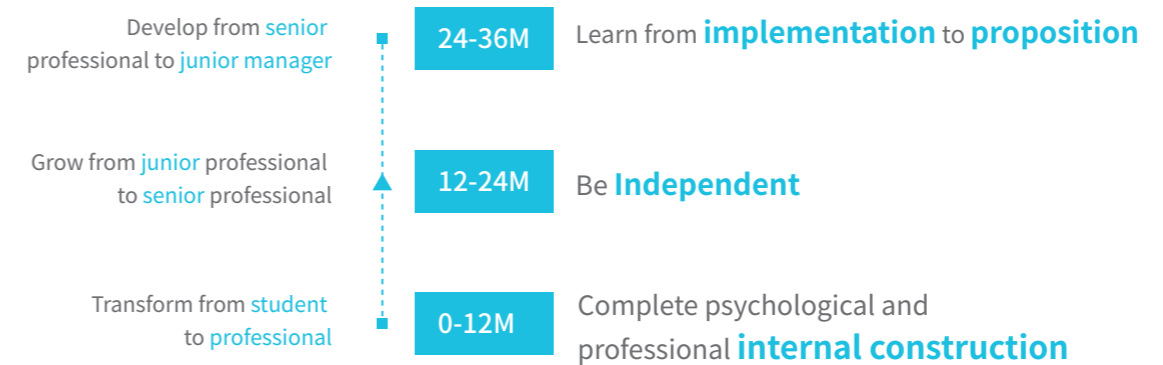 Develop from senior
professional to junior manager
24-36M
Learn from implementation to proposition
Grow from junior professional
to senior professional
12-24M
Be Independent
Transform from student
to professional
0-12M
Complete psychological and
professional internal construction